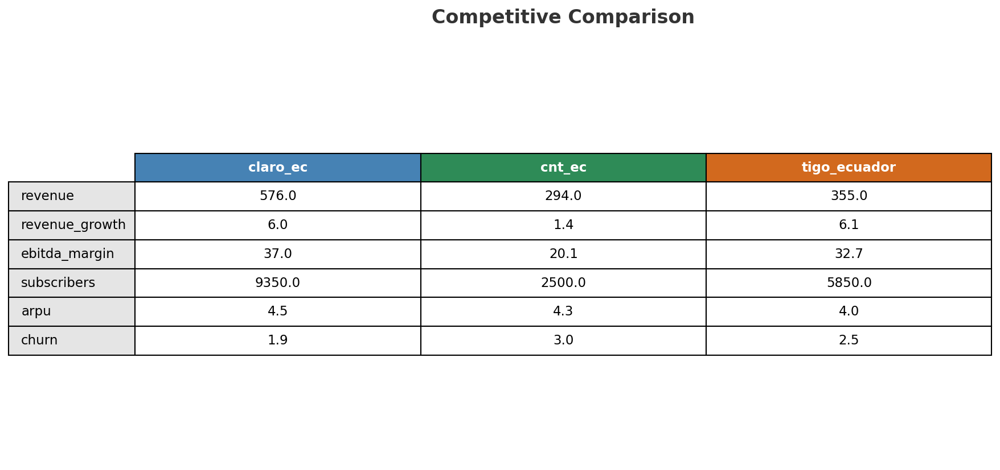 Competitive Comparison
claro_ec cnt_ec tigo_ecuador
revenue 576.0 294.0 355.0
revenue_growth 6.0 1.4 6.1
ebitda_margin 37.0 20.1 32.7
subscribers 9350.0 2500.0 5850.0
arpu 4.5 4.3 4.0
churn 1.9 3.0 2.5